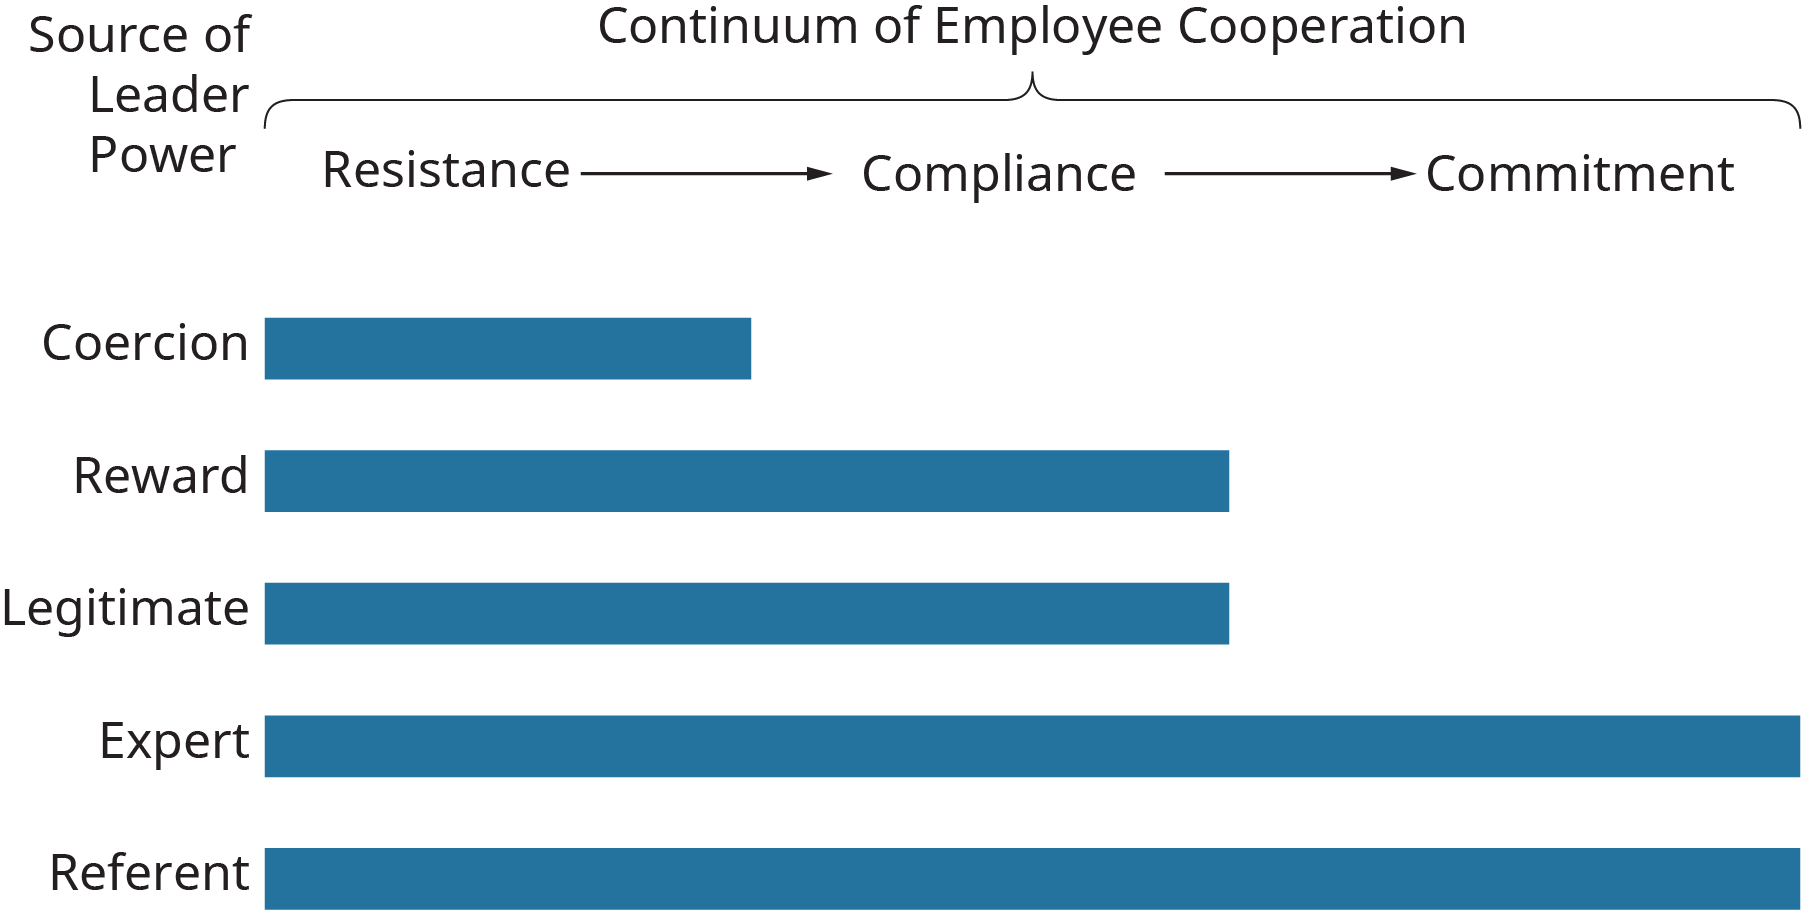 Source of
Leader
Power
Continuum of Employee Cooperation
Resistance
Compliance
Commitment
Coercion
Reward
Legitimate
Expert
Referent